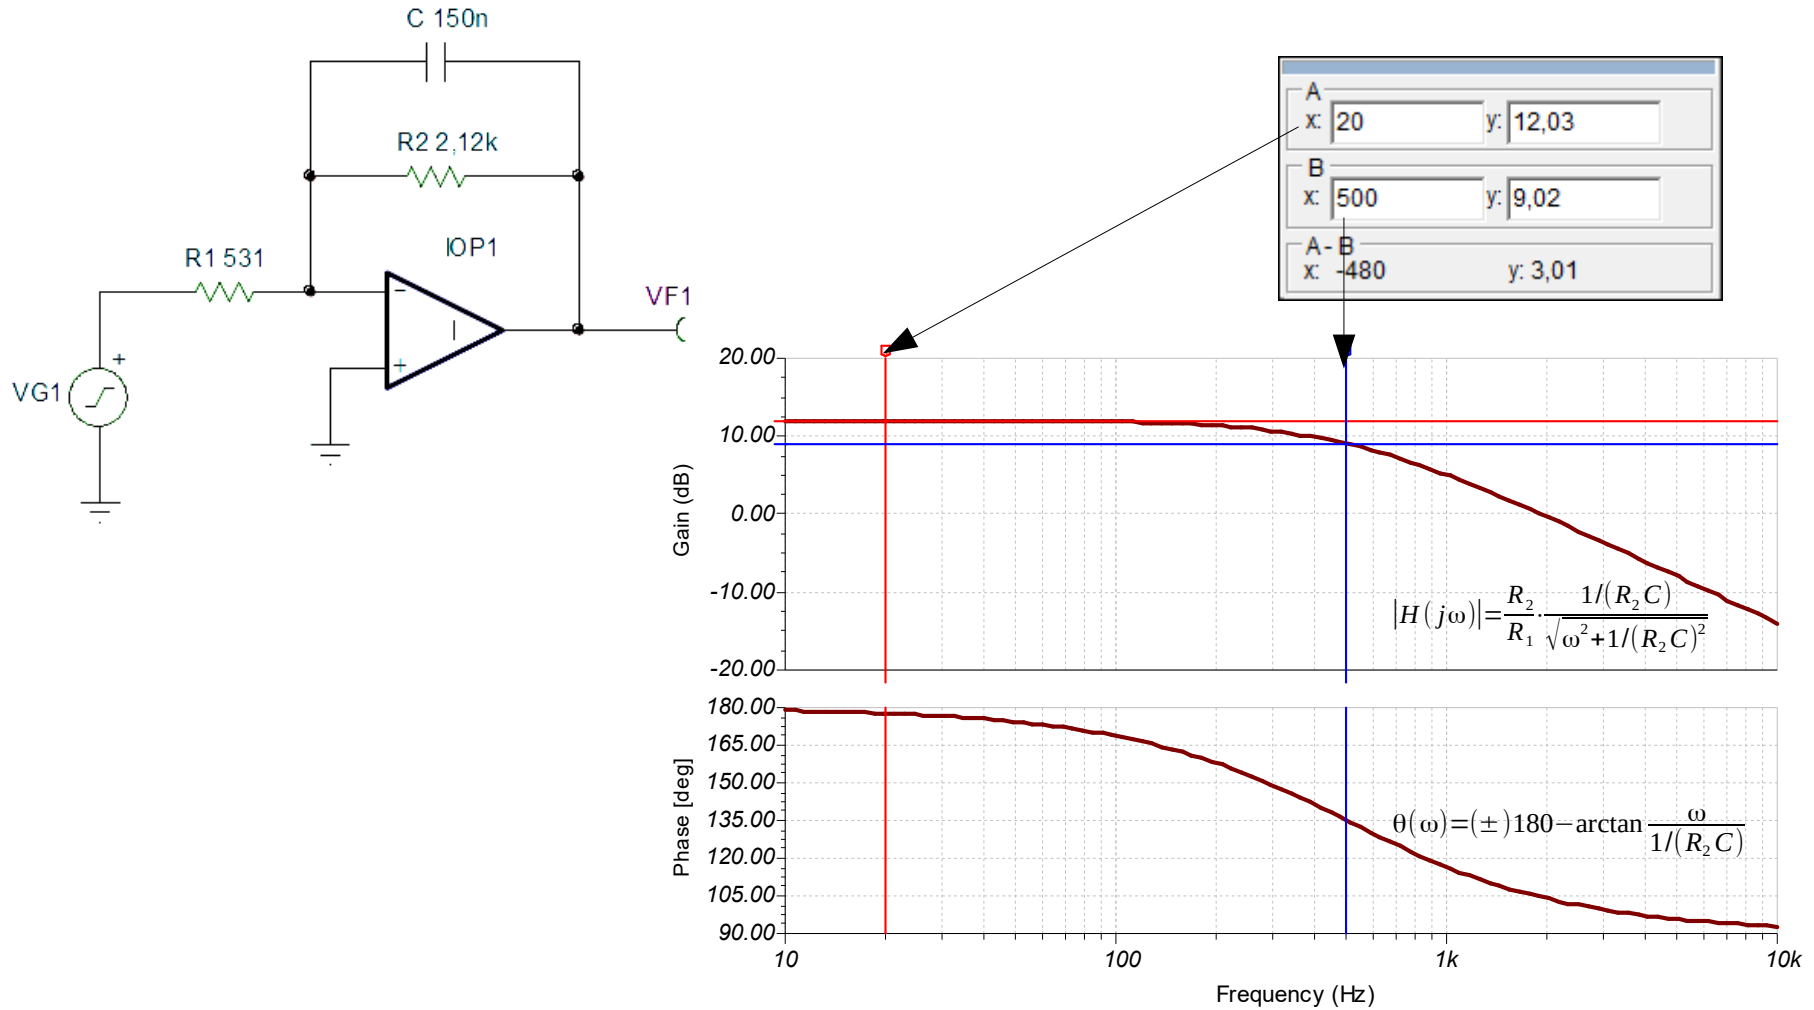 C 150n
R2 2,12k
IOP1
R1 531
VF1
VG1
+
−
+
A
x: 20 y: 12,03
B
x: 500 y: 9,02
A - B
x: -480 y: 3,01
20.00
10.00
0.00
-10.00
-20.00
Gain (dB)
|H(jω)|=R₂/R₁·1/(R₂C)/√ω²+1/(R₂C)²
180.00
165.00
150.00
135.00
120.00
105.00
90.00
Phase [deg]
θ(ω)=(±)180−arctan ω/1/(R₂C)
10 100 1k 10k
Frequency (Hz)